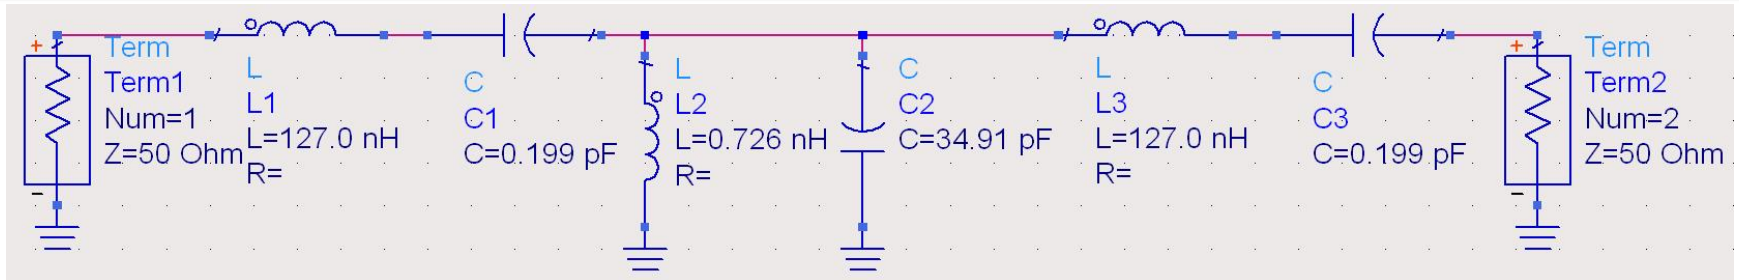 Term
Term1
Num=1
Z=50 Ohm
L
L1
L=127.0 nH
R=
C
C1
C=0.199 pF
L
L2
L=0.726 nH
R=
C
C2
C=34.91 pF
L
L3
L=127.0 nH
R=
C
C3
C=0.199 pF
Term
Term2
Num=2
Z=50 Ohm